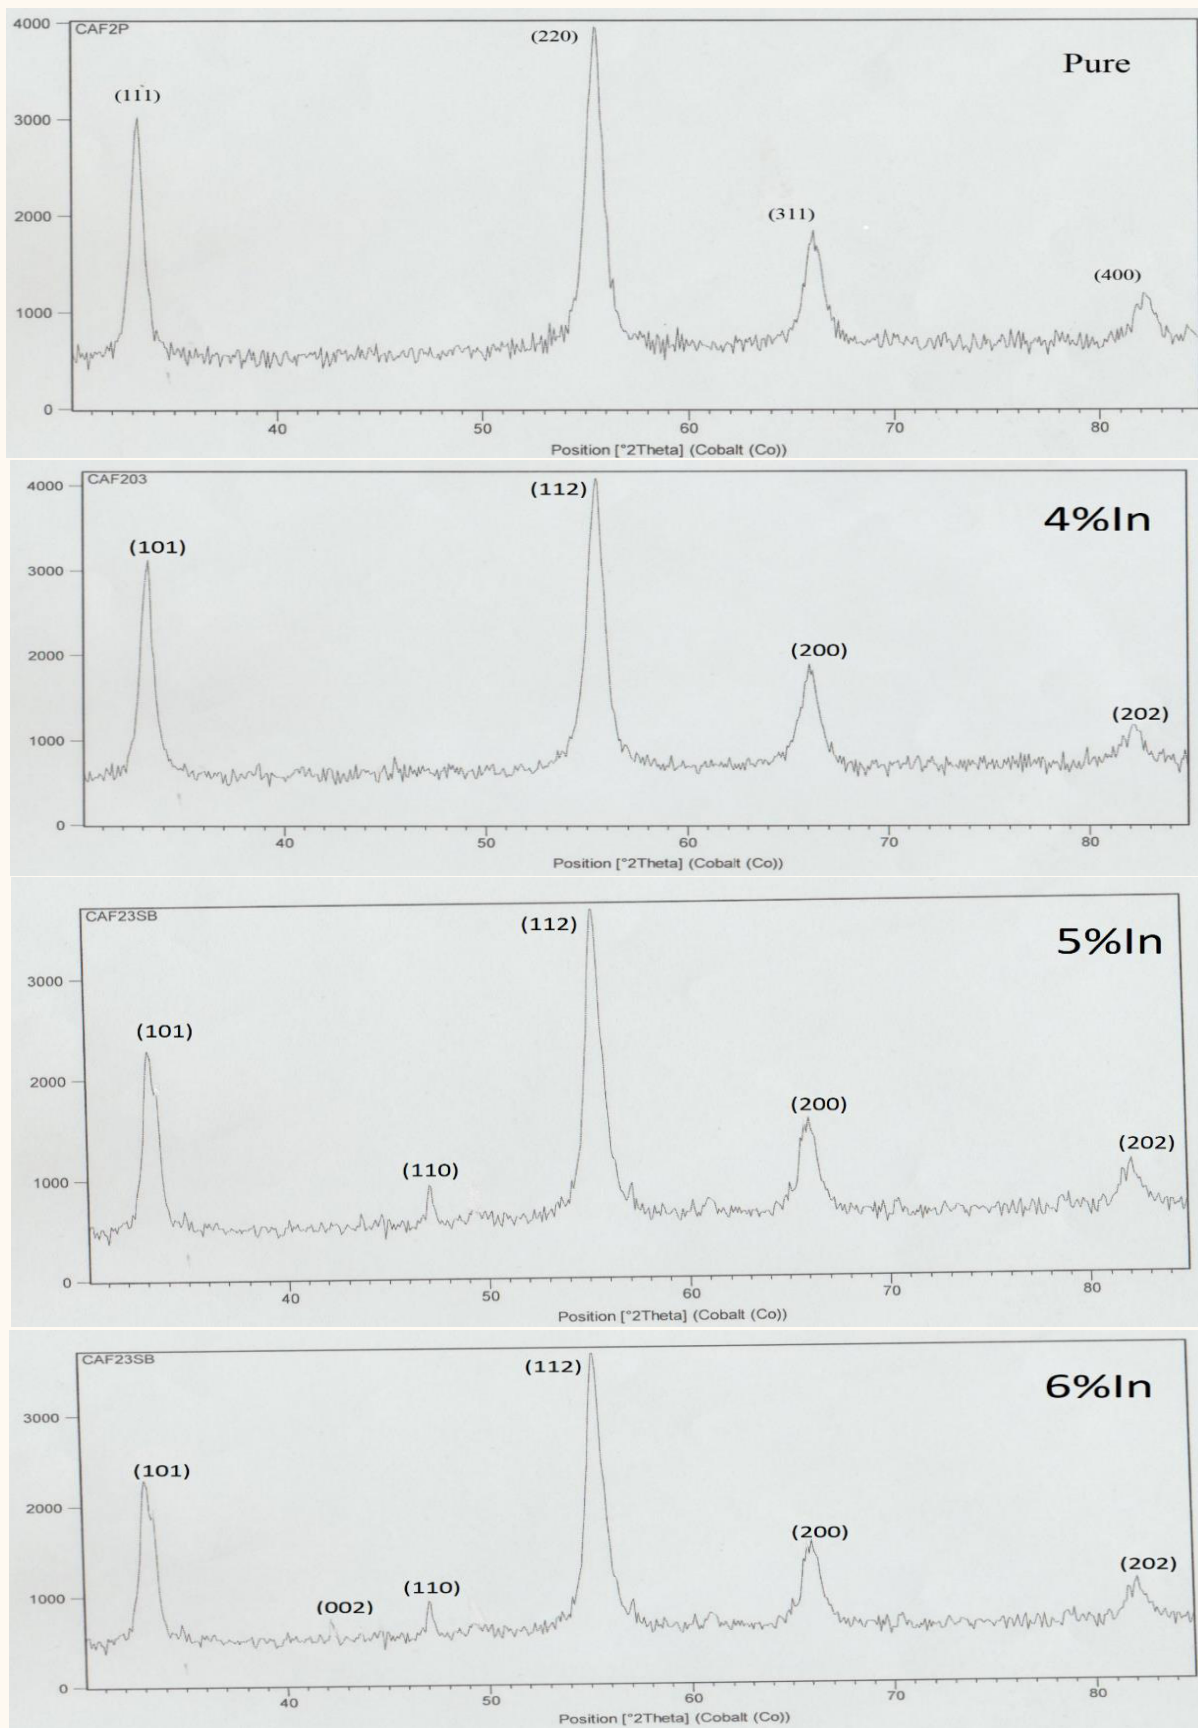 4000
CAF2P
(220)
Pure
(111)
3000
2000
(311)
(400)
1000
0
40 50 60 70 80
Position [°2Theta] (Cobalt (Co))
CAF203
4000
(112)
4%In
(101)
3000
2000
(200)
(202)
1000
0
40 50 60 70 80
Position [°2Theta] (Cobalt (Co))
CAF23SB
(112)
5%In
3000
(101)
2000
(200)
(110)
(202)
1000
0
40 50 60 70 80
Position [°2Theta] (Cobalt (Co))
CAF23SB
(112)
6%In
3000
(101)
2000
(200)
(202)
(110)
1000
(002)
0
40 50 60 70 80
Position [°2Theta] (Cobalt (Co))